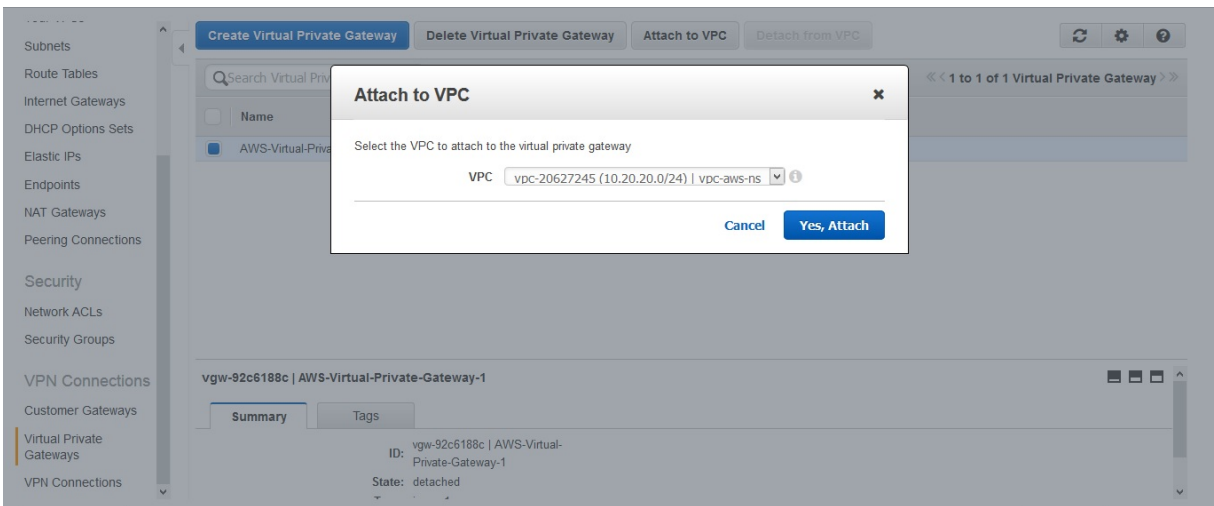 Subnets
Route Tables
Internet Gateways
DHCP Options Sets
Elastic IPs
Endpoints
NAT Gateways
Peering Connections
Security
Network ACLs
Security Groups
VPN Connections
Customer Gateways
Virtual Private
Gateways
VPN Connections
Create Virtual Private Gateway Delete Virtual Private Gateway Attach to VPC Detach from VPC
Search Virtual Priv
1 to 1 of 1 Virtual Private Gateway
Name
AWS-Virtual-Priva
Attach to VPC
Select the VPC to attach to the virtual private gateway
VPC vpc-20627245 (10.20.20.0/24) | vpc-aws-ns
Cancel Yes, Attach
vgw-92c6188c | AWS-Virtual-Private-Gateway-1
Summary Tags
ID: vgw-92c6188c | AWS-Virtual-
Private-Gateway-1
State: detached